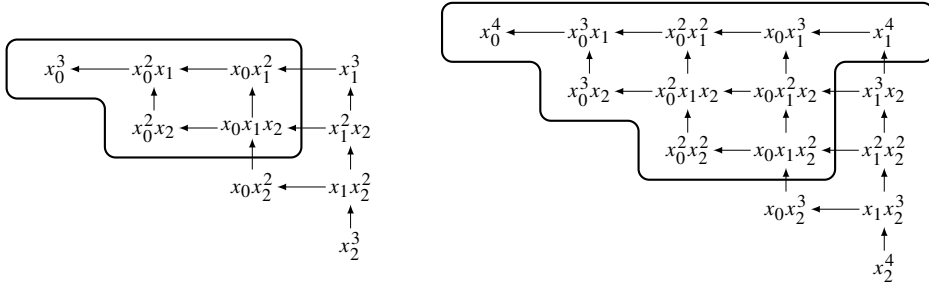 x_0^3 x_0^2x_1 x_0x_1^2 x_1^3
x_0^2x_2 x_0x_1x_2 x_1^2x_2
x_0x_2^2 x_1x_2^2
x_2^3
x_0^4 x_0^3x_1 x_0^2x_1^2 x_0x_1^3 x_1^4
x_0^3x_2 x_0^2x_1x_2 x_0x_1^2x_2 x_1^3x_2
x_0^2x_2^2 x_0x_1x_2^2 x_1^2x_2^2
x_0x_2^3 x_1x_2^3
x_2^4